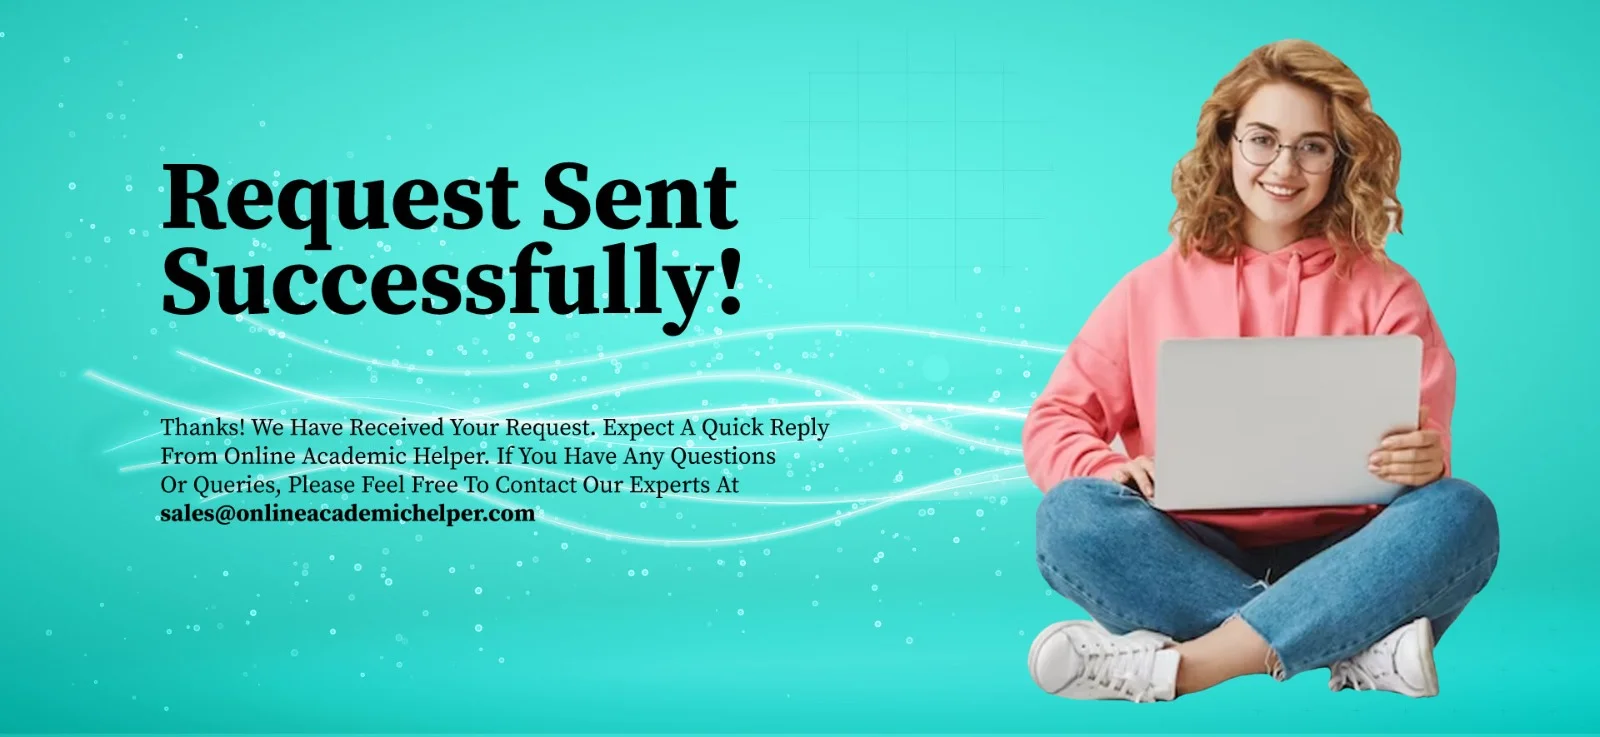 Request Sent
Successfully!
Thanks! We Have Received Your Request. Expect A Quick Reply
From Online Academic Helper. If You Have Any Questions
Or Queries, Please Feel Free To Contact Our Experts At
sales@onlineacademichelper.com